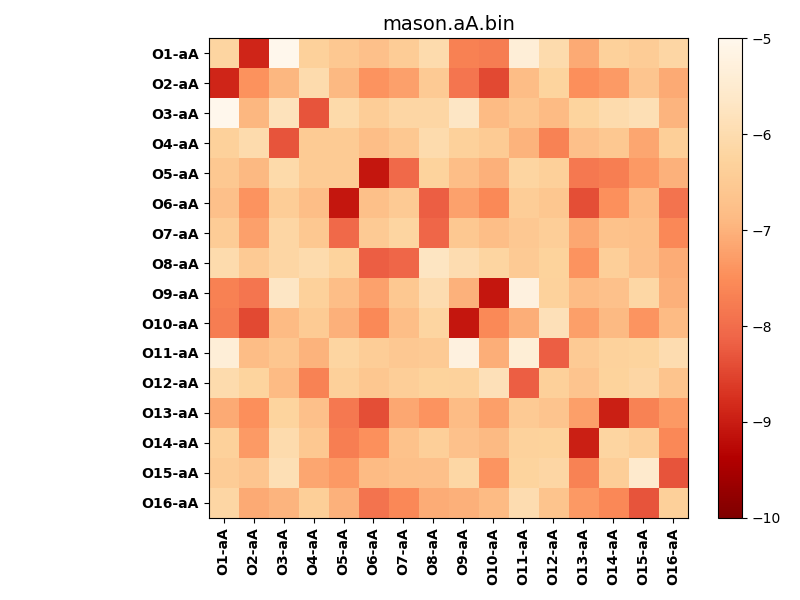 mason.aA.bin
O1-aA
O2-aA
O3-aA
O4-aA
O5-aA
O6-aA
O7-aA
O8-aA
O9-aA
O10-aA
O11-aA
O12-aA
O13-aA
O14-aA
O15-aA
O16-aA
O1-aA
O2-aA
O3-aA
O4-aA
O5-aA
O6-aA
O7-aA
O8-aA
O9-aA
O10-aA
O11-aA
O12-aA
O13-aA
O14-aA
O15-aA
O16-aA
−5
−6
−7
−8
−9
−10